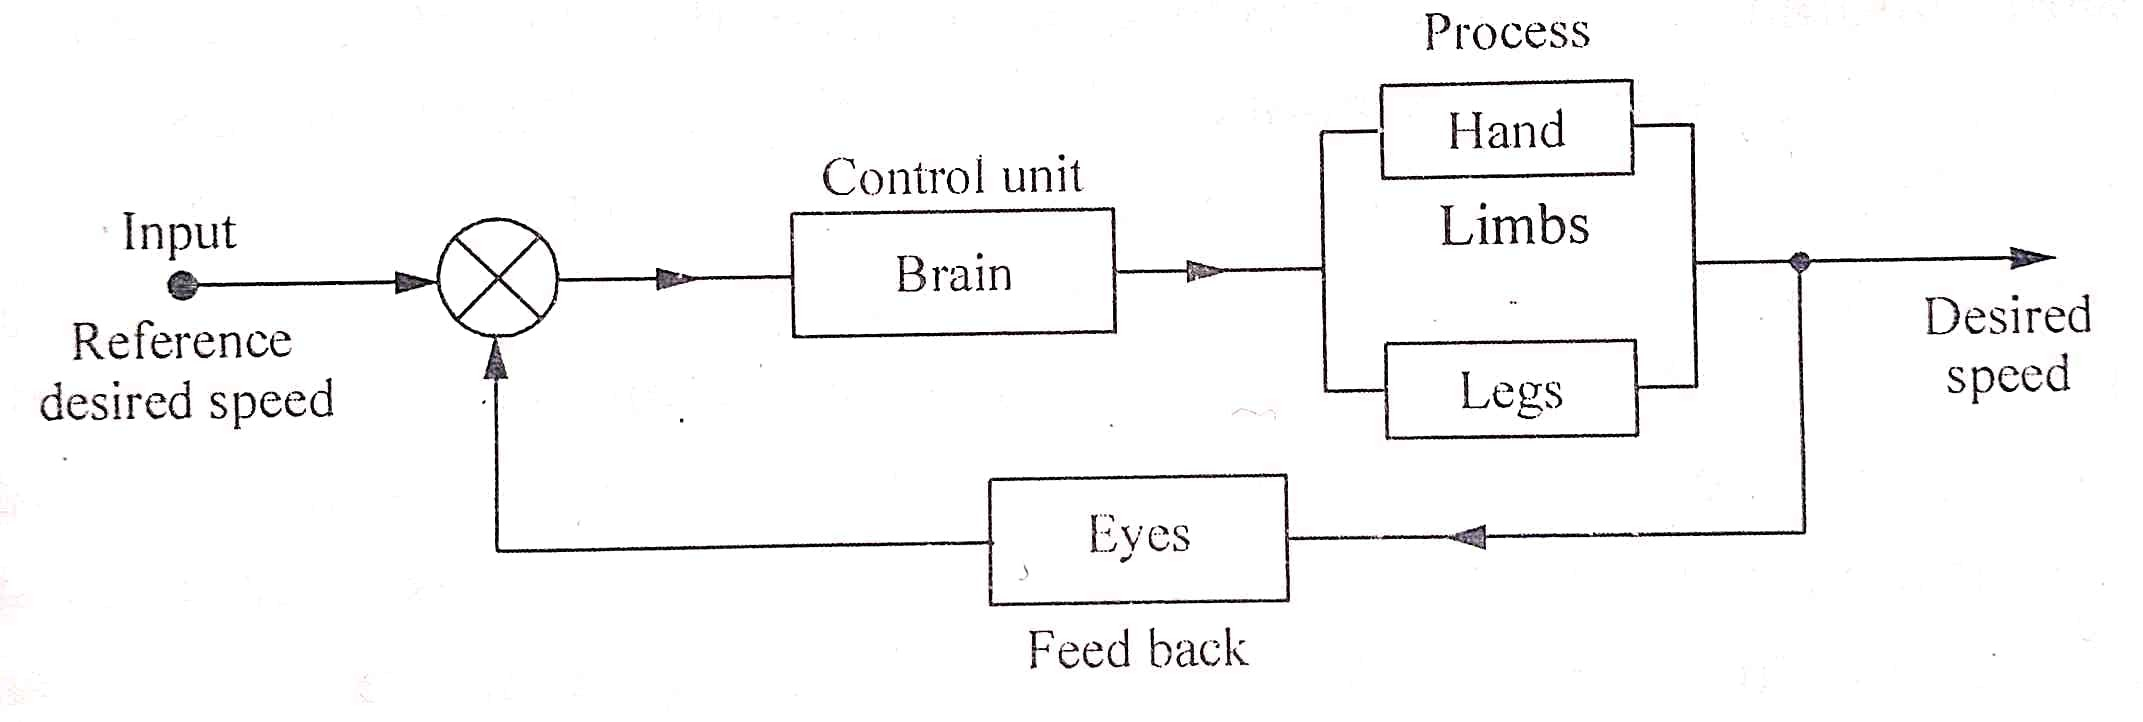 Process
Hand
Control unit
Limbs
Input
Brain
Reference
desired speed
Desired
speed
Legs
Eyes
Feed back